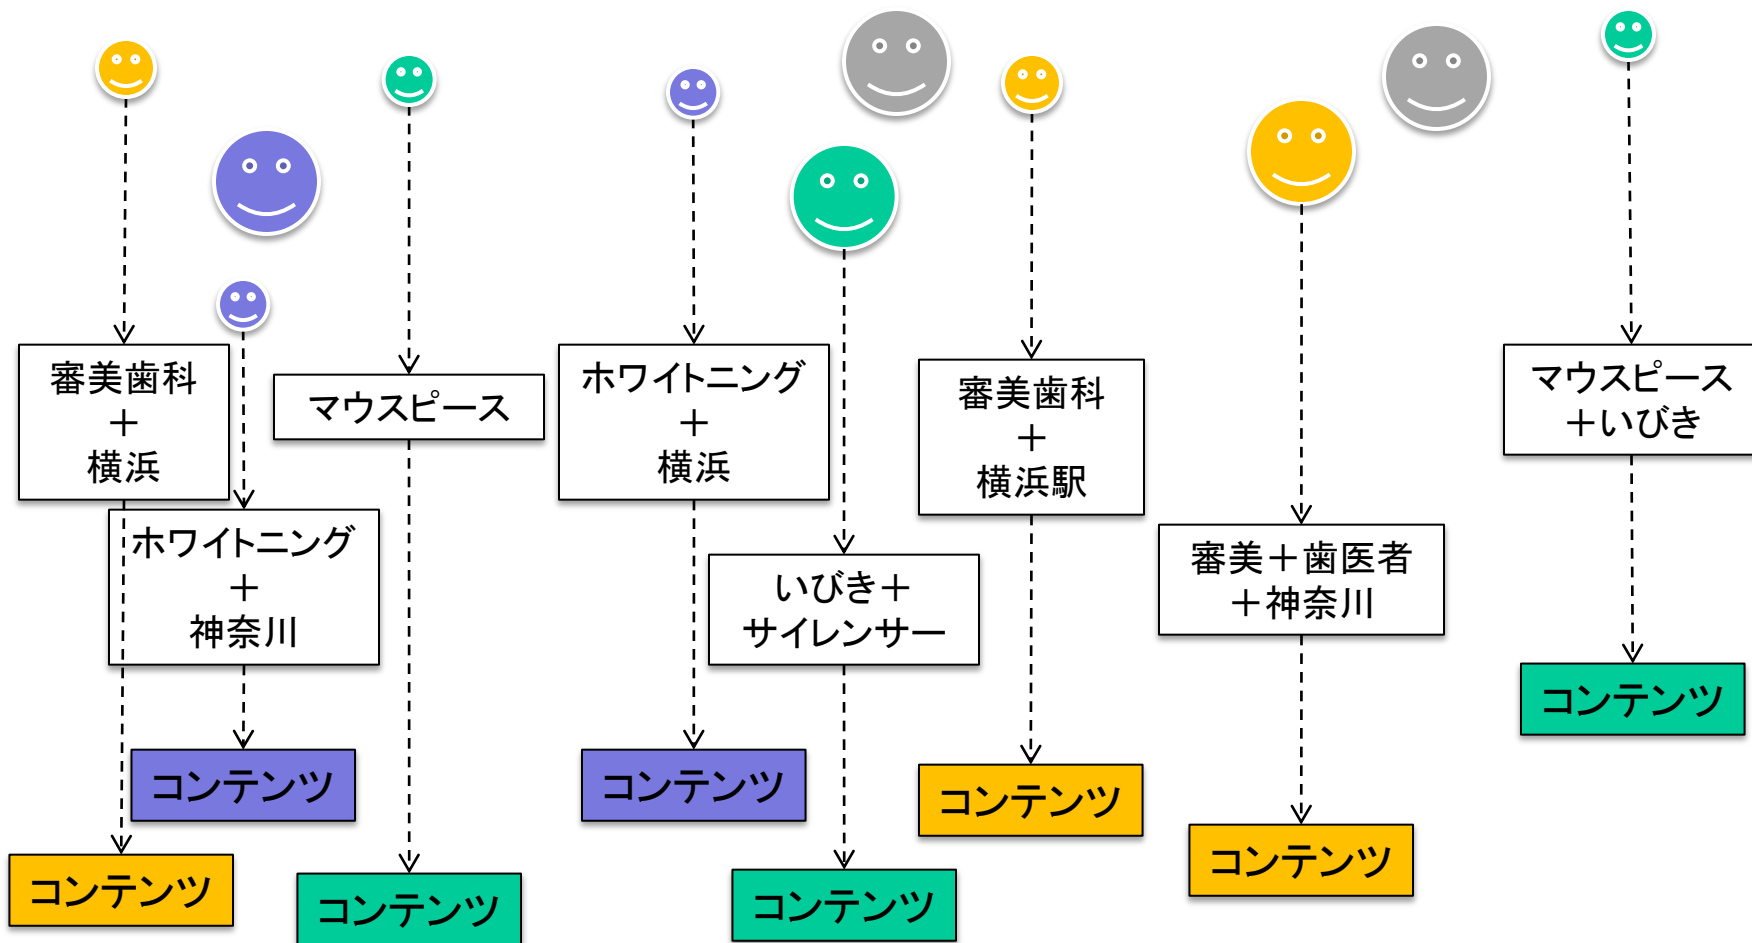 審美歯科
＋
横浜
ホワイトニング
＋
神奈川
マウスピース
ホワイトニング
＋
横浜
いびき＋
サイレンサー
審美歯科
＋
横浜駅
審美＋歯医者
＋神奈川
マウスピース
＋いびき
コンテンツ
コンテンツ
コンテンツ
コンテンツ
コンテンツ
コンテンツ
コンテンツ
コンテンツ